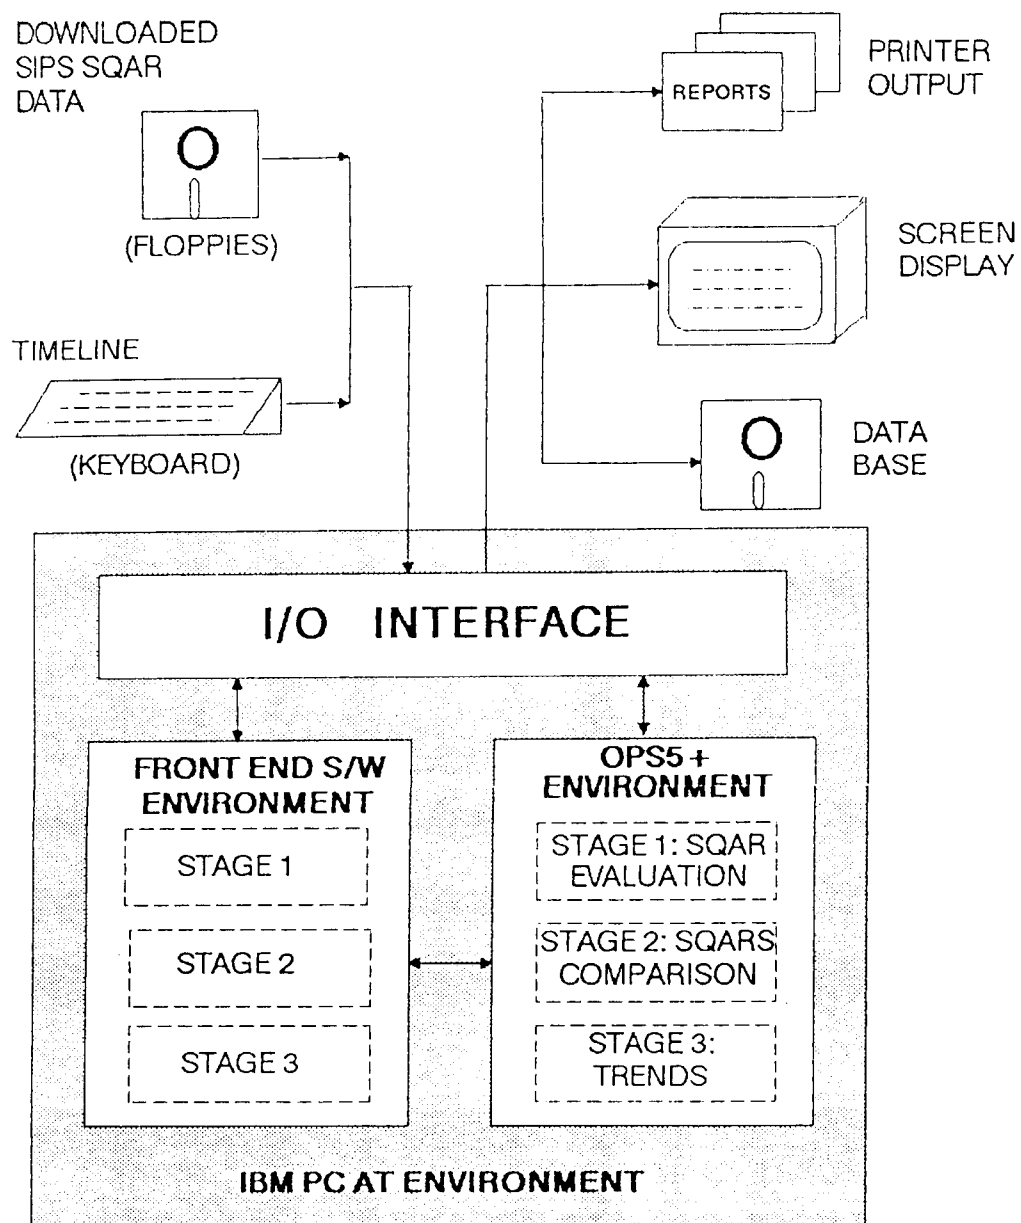 DOWNLOADED
SIPS SQAR
DATA
(FLOPPIES)
TIMELINE
(KEYBOARD)
REPORTS
PRINTER
OUTPUT
SCREEN
DISPLAY
DATA
BASE
I/O INTERFACE
FRONT END S/W
ENVIRONMENT
STAGE 1
STAGE 2
STAGE 3
OPS5+
ENVIRONMENT
STAGE 1: SQAR
EVALUATION
STAGE 2: SQARS
COMPARISON
STAGE 3:
TRENDS
IBM PC AT ENVIRONMENT